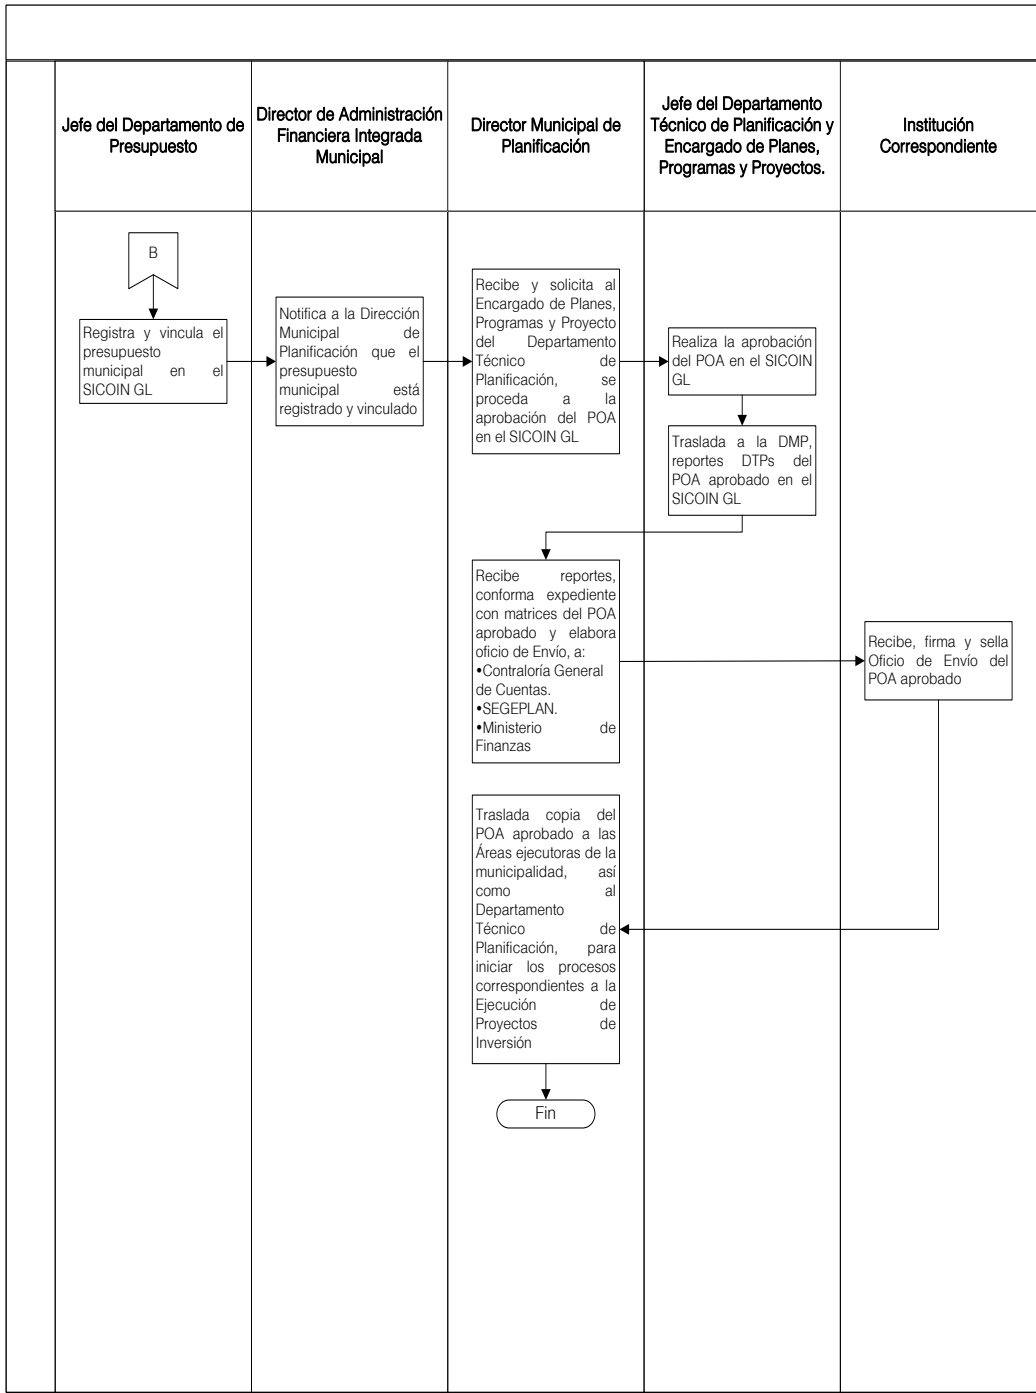 Jefe del Departamento de
Presupuesto
Director de Administración
Financiera Integrada
Municipal
Director Municipal de
Planificación
Jefe del Departamento
Técnico de Planificación y
Encargado de Planes,
Programas y Proyectos.
Institución
Correspondiente
B
Registra y vincula el
presupuesto
municipal en el
SICOIN GL
Notifica a la Dirección
Municipal de
Planificación que el
presupuesto
municipal está
registrado y vinculado
Recibe y solicita al
Encargado de Planes,
Programas y Proyecto
del Departamento
Técnico de
Planificación, se
proceda a la
aprobación del POA
en el SICOIN GL
Realiza la aprobación
del POA en el SICOIN
GL
Traslada a la DMP,
reportes DTPs del
POA aprobado en el
SICOIN GL
Recibe reportes,
conforma expediente
con matrices del POA
aprobado y elabora
oficio de Envío, a:
•Contraloría General
de Cuentas.
•SEGEPLAN.
•Ministerio de
Finanzas
Recibe, firma y sella
Oficio de Envío del
POA aprobado
Traslada copia del
POA aprobado a las
Áreas ejecutoras de la
municipalidad, así
como al
Departamento
Técnico de
Planificación, para
iniciar los procesos
correspondientes a la
Ejecución de
Proyectos de
Inversión
Fin